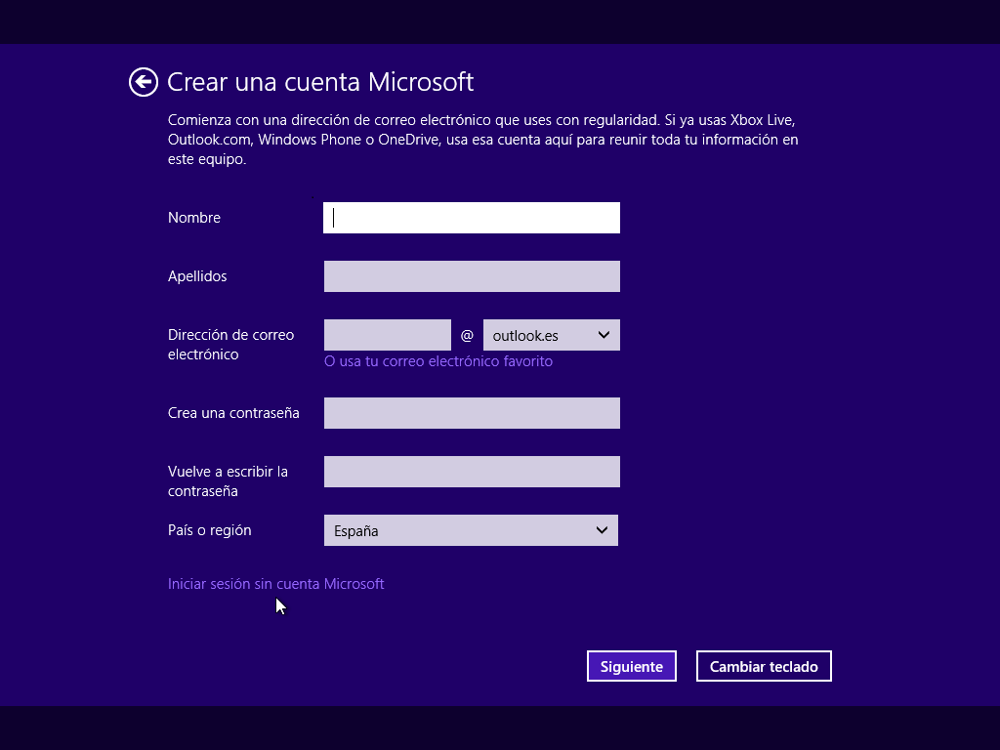 Crear una cuenta Microsoft
Comienza con una dirección de correo electrónico que uses con regularidad. Si ya usas Xbox Live,
Outlook.com, Windows Phone o OneDrive, usa esa cuenta aquí para reunir toda tu información en
este equipo.
Nombre
Apellidos
Dirección de correo
electrónico
@
outlook.es
O usa tu correo electrónico favorito
Crea una contraseña
Vuelve a escribir la
contraseña
País o región
España
Iniciar sesión sin cuenta Microsoft
Siguiente
Cambiar teclado